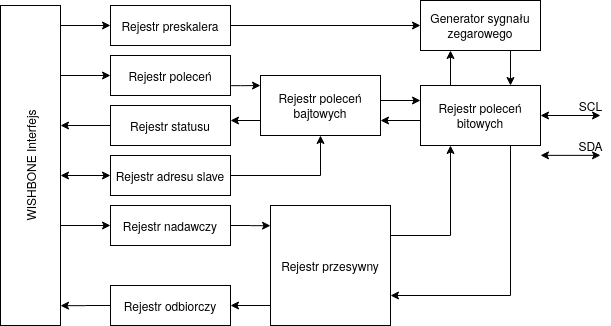 WISHBONE Interfejs
Rejestr preskalera
Generator sygnału
zegarowego
Rejestr poleceń
Rejestr poleceń
bajtowych
Rejestr poleceń
bitowych
SCL
SDA
Rejestr statusu
Rejestr adresu slave
Rejestr nadawczy
Rejestr przesywny
Rejestr odbiorczy